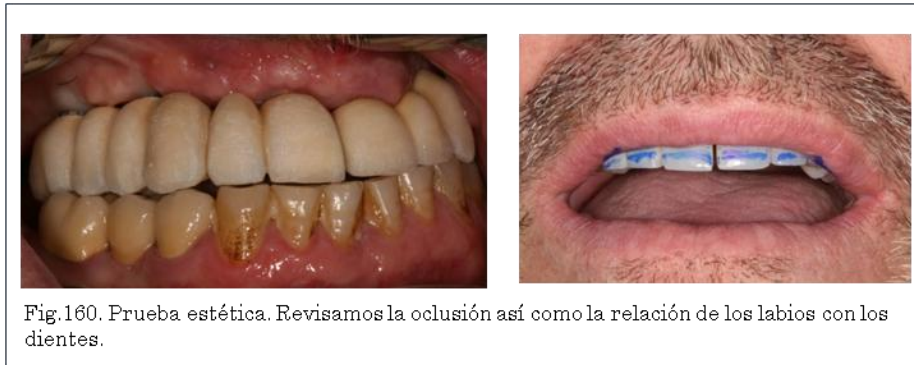 Fig.160. Prueba estética. Revisamos la oclusión así como la relación de los labios con los
dientes.